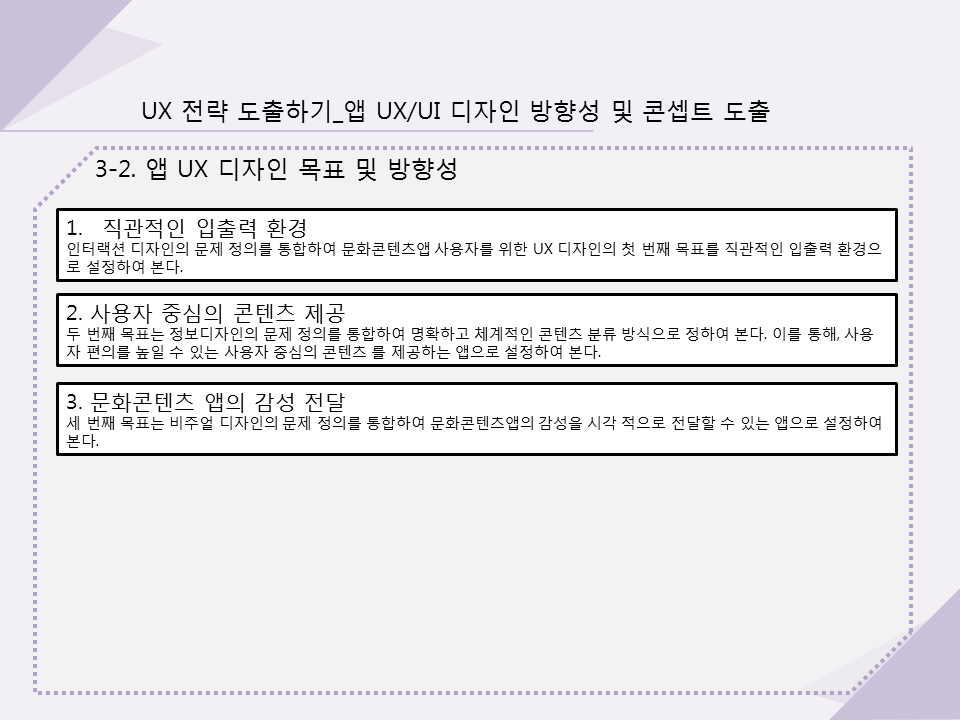 UX 전략 도출하기_앱 UX/UI 디자인 방향성 및 콘셉트 도출
3-2. 앱 UX 디자인 목표 및 방향성
1. 직관적인 입출력 환경
인터랙션 디자인의 문제 정의를 통합하여 문화콘텐츠앱 사용자를 위한 UX 디자인의 첫 번째 목표를 직관적인 입출력 환경으
로 설정하여 본다.
2. 사용자 중심의 콘텐츠 제공
두 번째 목표는 정보디자인의 문제 정의를 통합하여 명확하고 체계적인 콘텐츠 분류 방식으로 정하여 본다. 이를 통해, 사용
자 편의를 높일 수 있는 사용자 중심의 콘텐츠 를 제공하는 앱으로 설정하여 본다.
3. 문화콘텐츠 앱의 감성 전달
세 번째 목표는 비주얼 디자인의 문제 정의를 통합하여 문화콘텐츠앱의 감성을 시각 적으로 전달할 수 있는 앱으로 설정하여
본다.